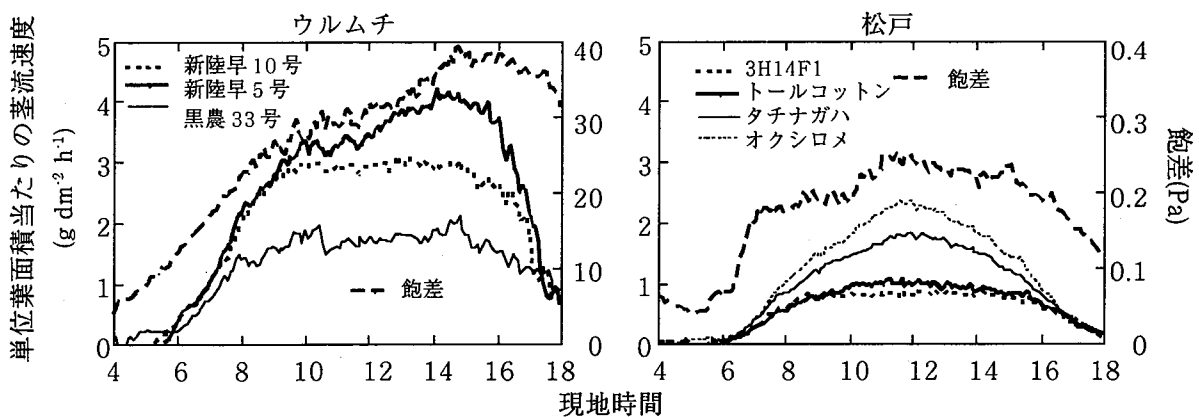 ウルムチ
松戸
単位葉面積当たりの茎流速度
(g dm⁻² h⁻¹)
5
4
3
2
1
0
新陸早10号
新陸早5号
黒農33号
飽差
40
30
20
10
0
4 6 8 10 12 14 16 18
5
4
3
2
1
0
3H14F1
トールコットン
タチナガハ
オクシロメ
飽差
0.4
0.3
0.2
0.1
0
飽差(Pa)
4 6 8 10 12 14 16 18
現地時間